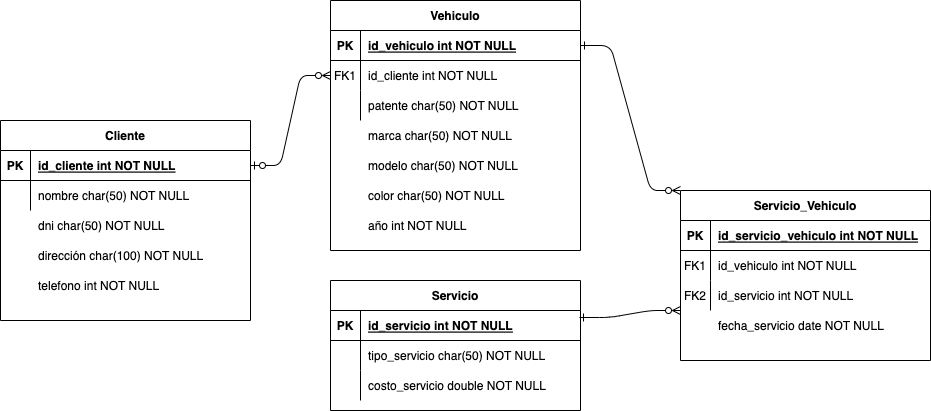 Vehiculo
PK id_vehiculo int NOT NULL
FK1 id_cliente int NOT NULL
patente char(50) NOT NULL
marca char(50) NOT NULL
modelo char(50) NOT NULL
color char(50) NOT NULL
año int NOT NULL
Cliente
PK id_cliente int NOT NULL
nombre char(50) NOT NULL
dni char(50) NOT NULL
dirección char(100) NOT NULL
telefono int NOT NULL
Servicio
PK id_servicio int NOT NULL
tipo_servicio char(50) NOT NULL
costo_servicio double NOT NULL
Servicio_Vehiculo
PK id_servicio_vehiculo int NOT NULL
FK1 id_vehiculo int NOT NULL
FK2 id_servicio int NOT NULL
fecha_servicio date NOT NULL